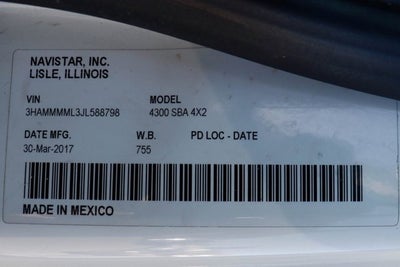 NAVISTAR, INC.
LISLE, ILLINOIS
VIN MODEL
3HAMMMML3JL588798 4300 SBA 4X2
DATE MFG. W.B. PD LOC - DATE
30-Mar-2017 755
MADE IN MEXICO